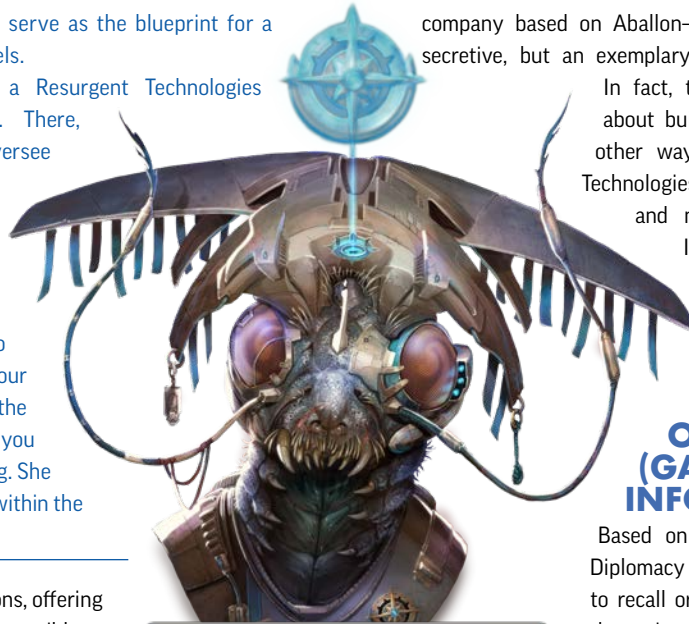 serve as the blueprint for a
els.
a Resurgent Technologies
. There,
versee
o
our
the
you
g. She
within the
ons, offering
company based on Aballon–
secretive, but an exemplary
In fact, t
about bu
other way
Technologies
and m
I
O
(GA
INFO
Based on
Diplomacy
to recall or